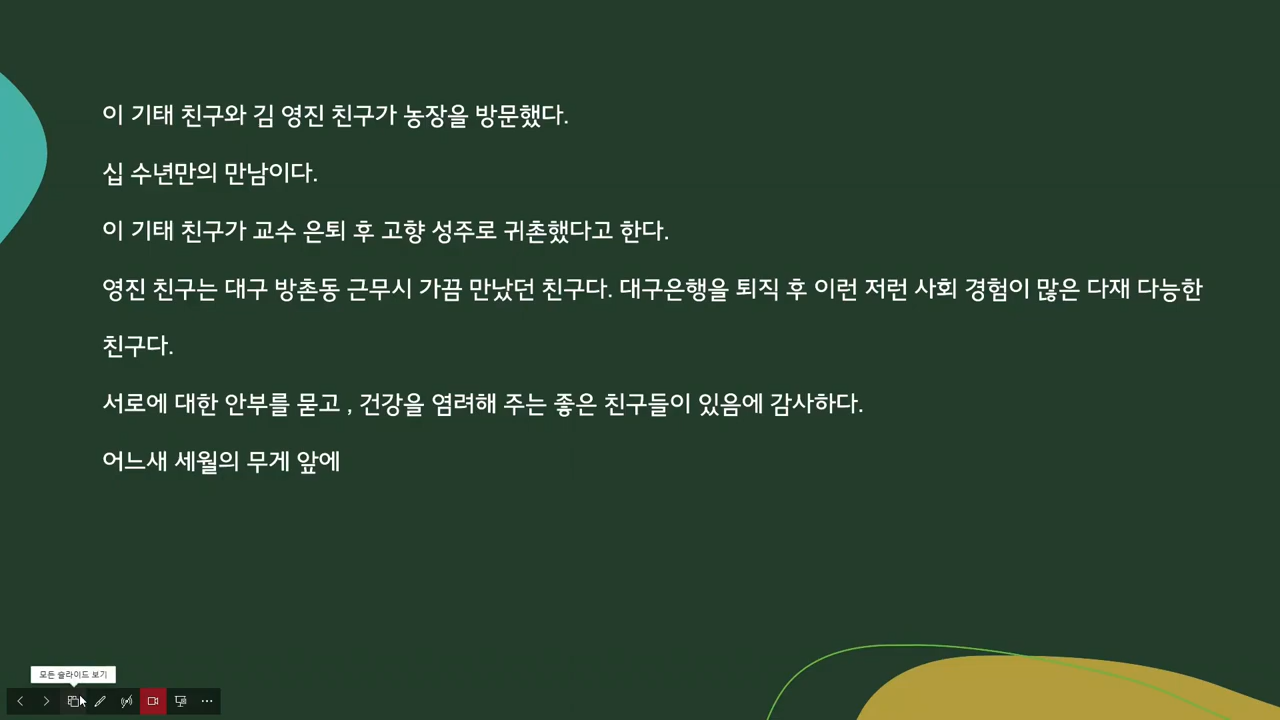 이 기태 친구와 김 영진 친구가 농장을 방문했다.
십 수년만의 만남이다.
이 기태 친구가 교수 은퇴 후 고향 성주로 귀촌했다고 한다.
영진 친구는 대구 방촌동 근무시 가끔 만났던 친구다. 대구은행을 퇴직 후 이런 저런 사회 경험이 많은 다재 다능한
친구다.
서로에 대한 안부를 묻고 , 건강을 염려해 주는 좋은 친구들이 있음에 감사하다.
어느새 세월의 무게 앞에
모든 슬라이드 보기